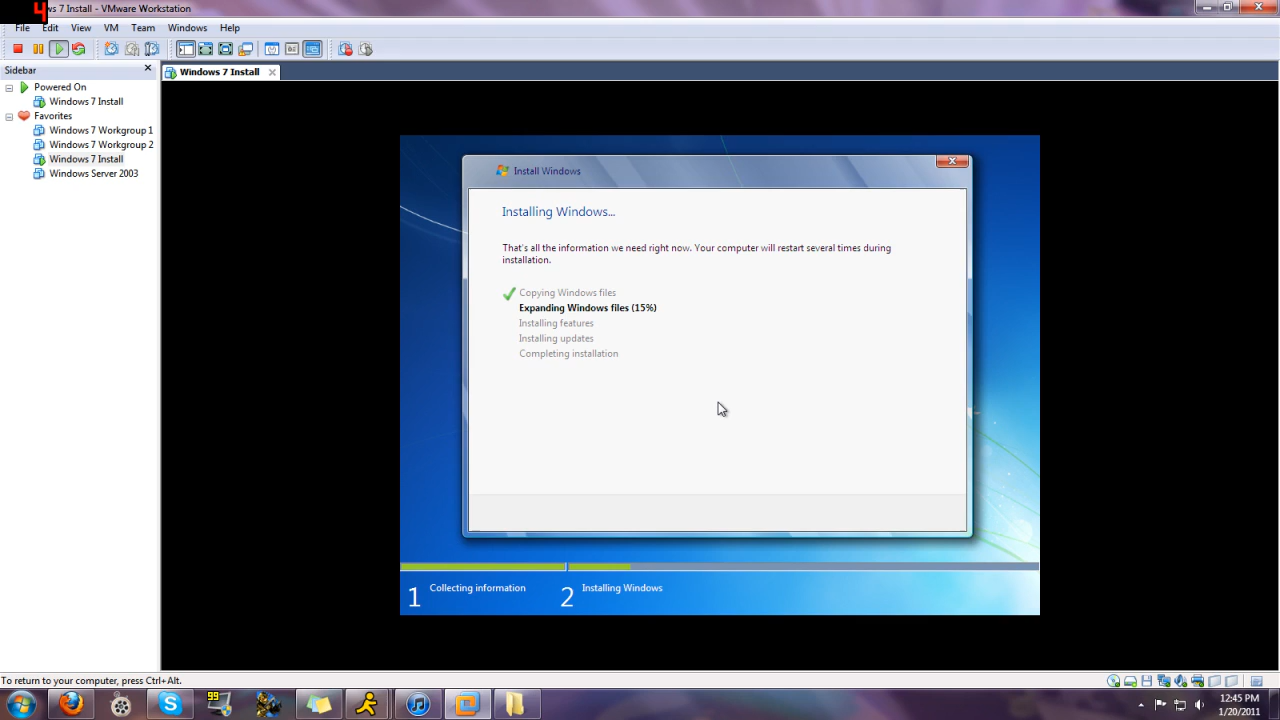 4
ws 7 Install - VMware Workstation
File Edit View VM Team Windows Help
Sidebar
Windows 7 Install
Powered On
Windows 7 Install
Favorites
Windows 7 Workgroup 1
Windows 7 Workgroup 2
Windows 7 Install
Windows Server 2003
Install Windows
Installing Windows...
That's all the information we need right now. Your computer will restart several times during
installation.
Copying Windows files
Expanding Windows files (15%)
Installing features
Installing updates
Completing installation
1 Collecting information
2 Installing Windows
To return to your computer, press Ctrl+Alt.
99
12:45 PM
1/20/2011